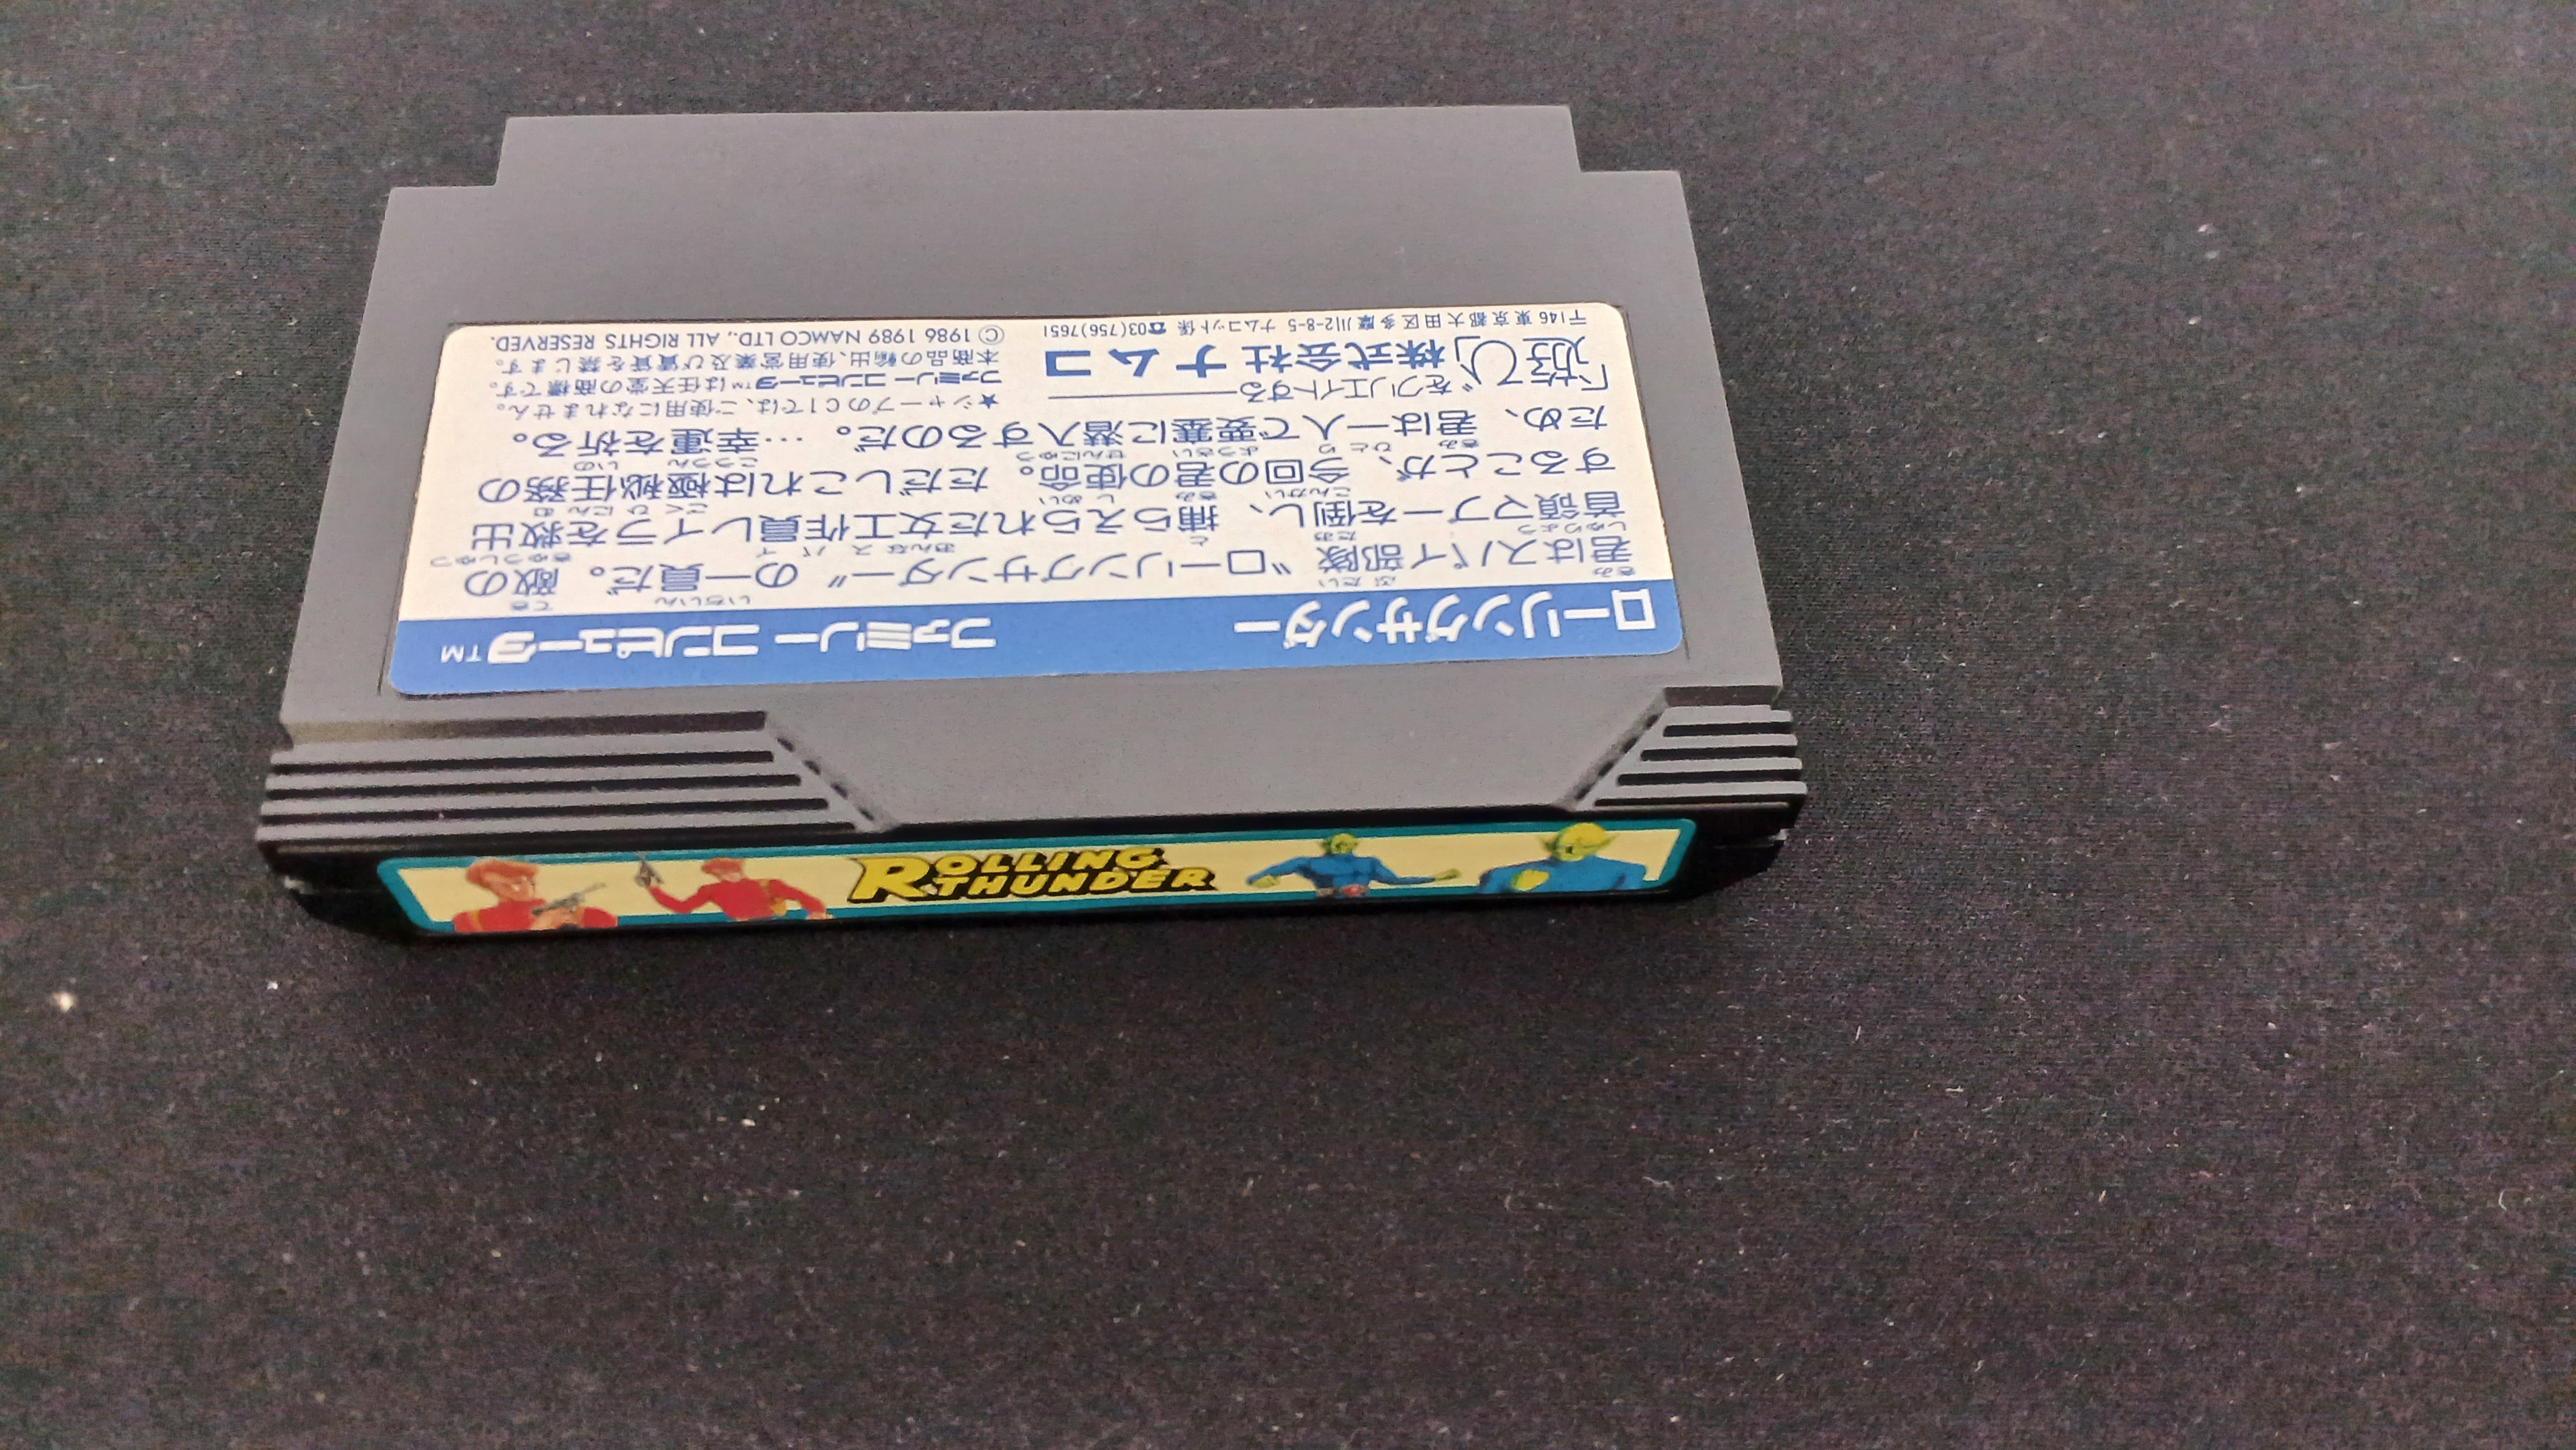 ローリングサンダー ファミリーコンピュータ™
君はスパイ部隊〝ローリングサンダー〟の一員だ。敵の
首領マブーを倒し、捕らえられた女工作員レイラを救出
することが、今回の君の使命。ただしこれは極秘任務の
ため、君は一人で要塞に潜入するのだ。…幸運を祈る。
「遊び」をクリエイトする
株式会社ナムコ
〒146 東京都大田区多摩川2-8-5 ナムコット係 ☎03(756)7651
★シャープのC1では、ご使用になれません。
ファミリーコンピュータ™は任天堂の商標です。
本商品の輸出、使用営業及び賃貸を禁じます。
© 1986 1989 NAMCO LTD., ALL RIGHTS RESERVED.
ROLLING
THUNDER